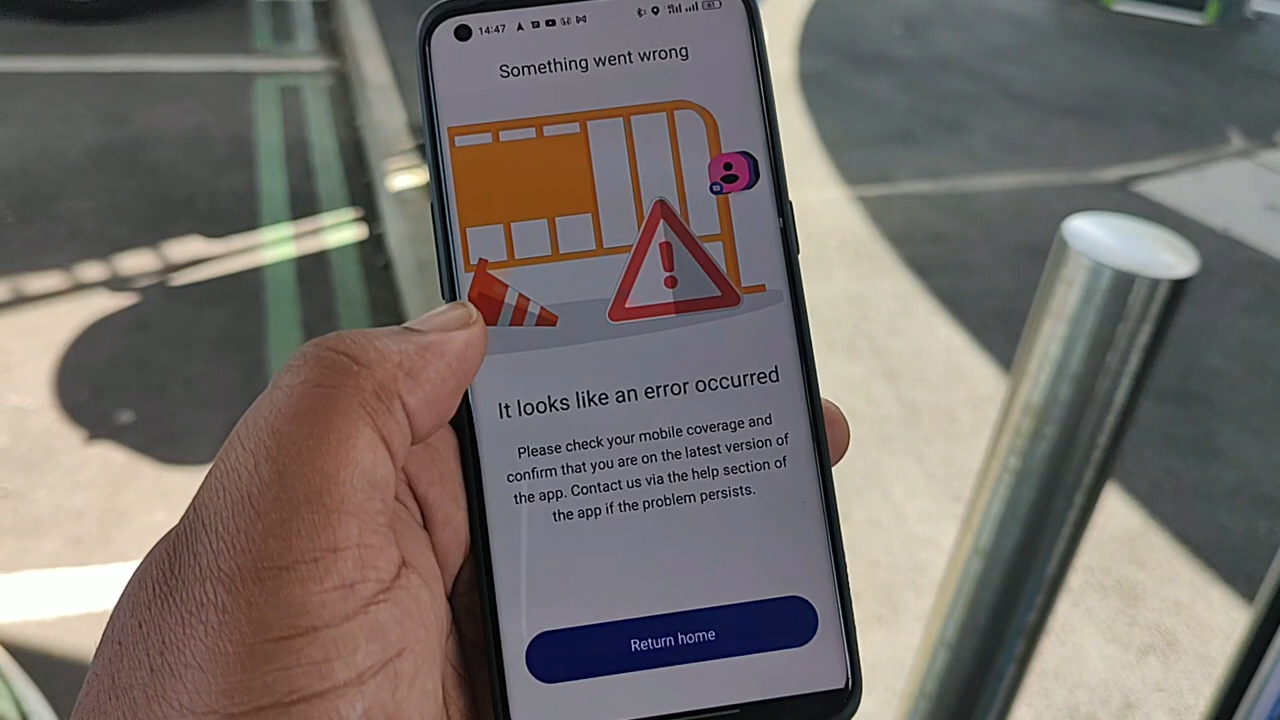 14:47
61
Something went wrong
It looks like an error occurred
Please check your mobile coverage and
confirm that you are on the latest version of
the app. Contact us via the help section of
the app if the problem persists.
Return home